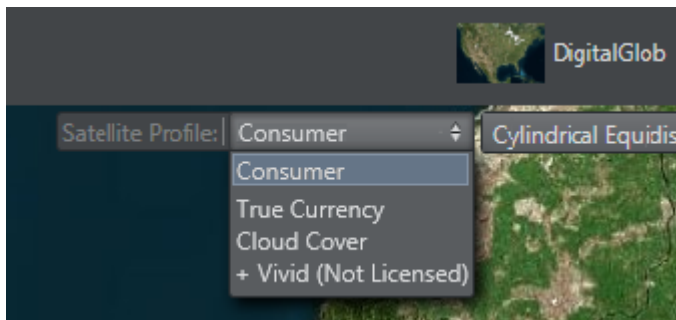 DigitalGlob
Satellite Profile: Consumer Cylindrical Equidis
Consumer
True Currency
Cloud Cover
+ Vivid (Not Licensed)